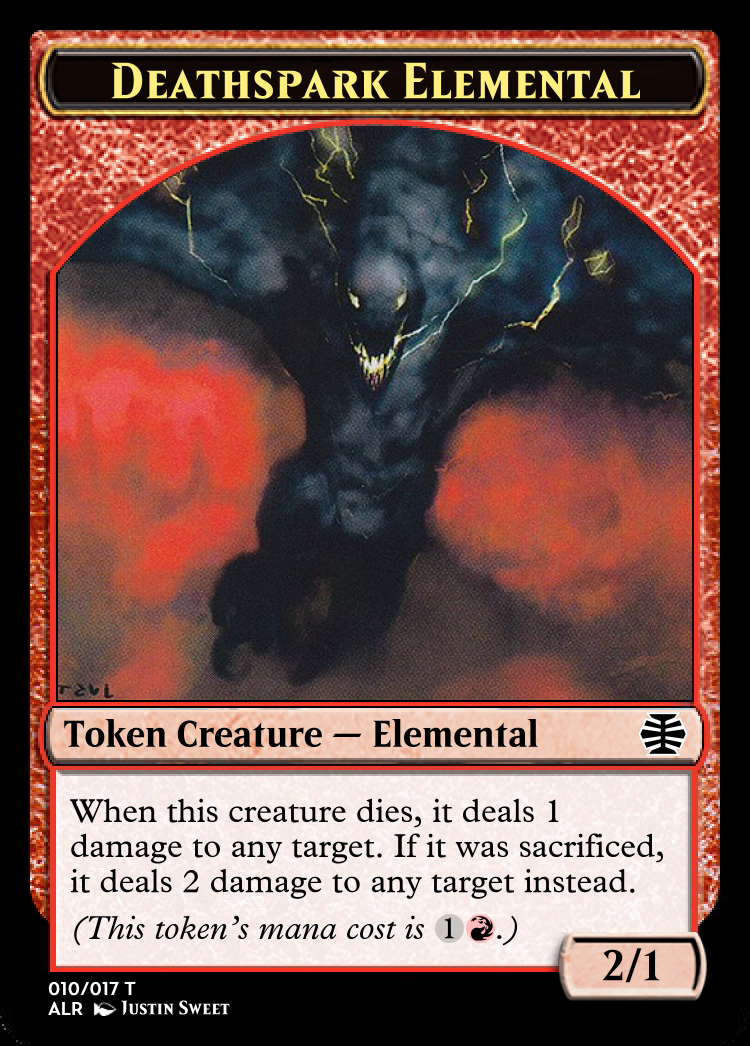 Deathspark Elemental
Token Creature — Elemental
When this creature dies, it deals 1
damage to any target. If it was sacrificed,
it deals 2 damage to any target instead.
(This token's mana cost is 1.)
2/1
010/017 T
ALR Justin Sweet